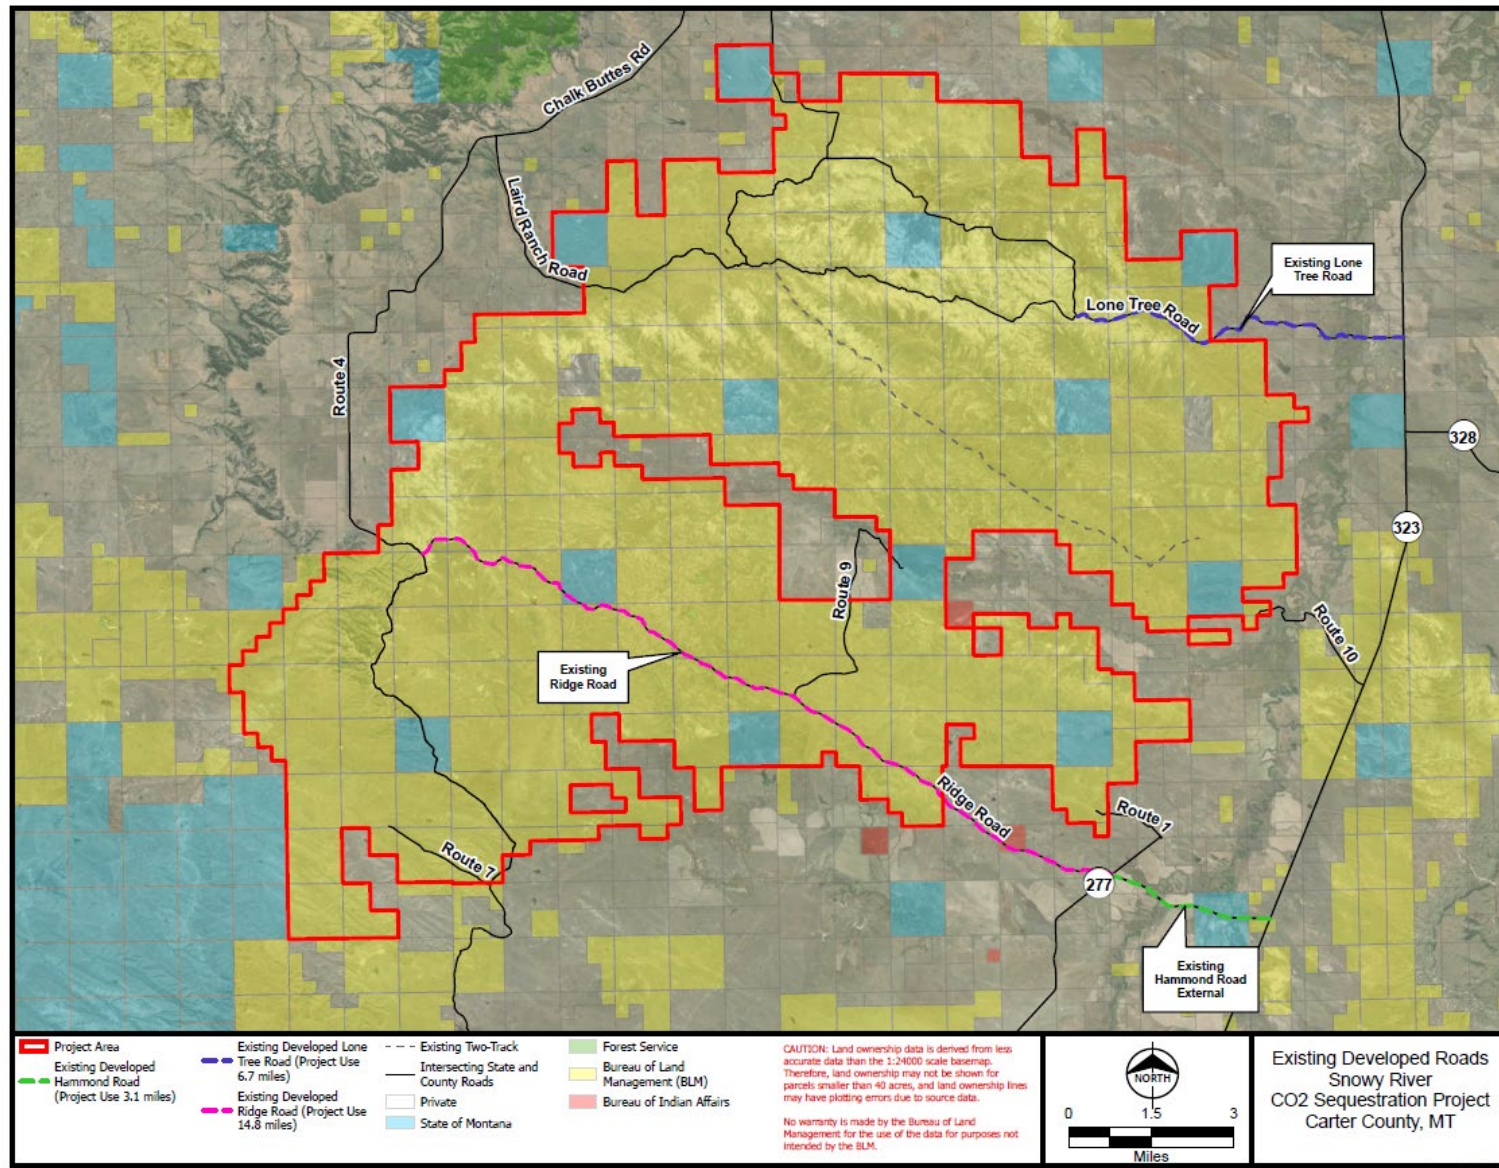 Chalk Buttes Rd
Laird Ranch Road
Existing Lone
Tree Road
Lone Tree Road
Route 4
328
323
Route 9
Route 10
Existing
Ridge Road
Ridge Road
Route 1
Route 7
277
Existing
Hammond Road
External
Project Area
Existing Developed
Hammond Road
(Project Use 3.1 miles)
Existing Developed Lone
Tree Road (Project Use
6.7 miles)
Existing Developed
Ridge Road (Project Use
14.8 miles)
Existing Two-Track
Intersecting State and
County Roads
Private
State of Montana
Forest Service
Bureau of Land
Management (BLM)
Bureau of Indian Affairs
CAUTION: Land ownership data is derived from less
accurate data than the 1:24000 scale basemap.
Therefore, land ownership may not be shown for
parcels smaller than 40 acres, and land ownership lines
may have plotting errors due to source data.
No warranty is made by the Bureau of Land
Management for the use of the data for purposes not
intended by the BLM.
NORTH
0 1.5 3
Miles
Existing Developed Roads
Snowy River
CO2 Sequestration Project
Carter County, MT